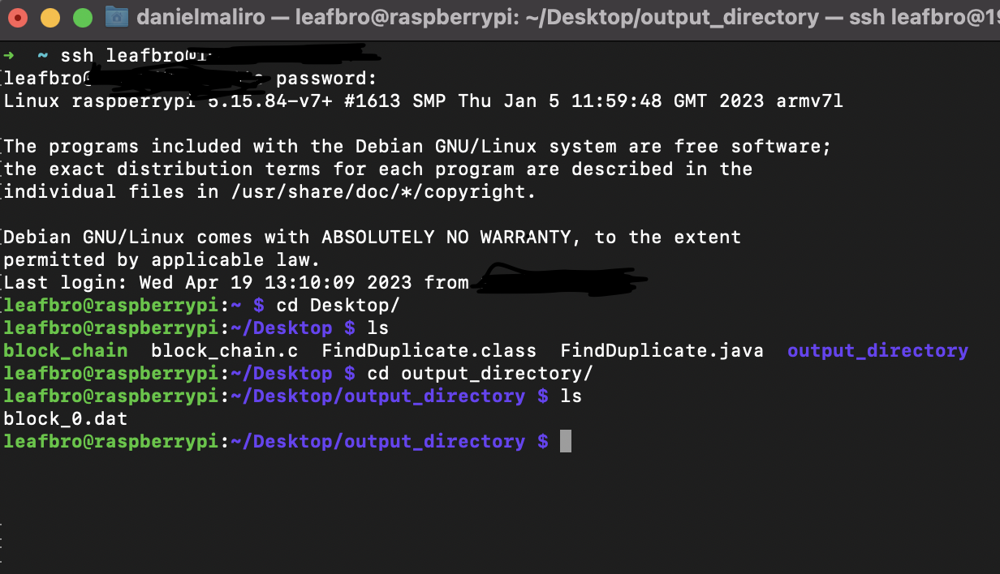 danielmaliro — leafbro@raspberrypi: ~/Desktop/output_directory — ssh leafbro@19
➜ ~ ssh leafbro@
leafbro@ password:
Linux raspberrypi 5.15.84-v7+ #1613 SMP Thu Jan 5 11:59:48 GMT 2023 armv7l
The programs included with the Debian GNU/Linux system are free software;
the exact distribution terms for each program are described in the
individual files in /usr/share/doc/*/copyright.
Debian GNU/Linux comes with ABSOLUTELY NO WARRANTY, to the extent
permitted by applicable law.
Last login: Wed Apr 19 13:10:09 2023 from
leafbro@raspberrypi:~ $ cd Desktop/
leafbro@raspberrypi:~/Desktop $ ls
block_chain block_chain.c FindDuplicate.class FindDuplicate.java output_directory
leafbro@raspberrypi:~/Desktop $ cd output_directory/
leafbro@raspberrypi:~/Desktop/output_directory $ ls
block_0.dat
leafbro@raspberrypi:~/Desktop/output_directory $